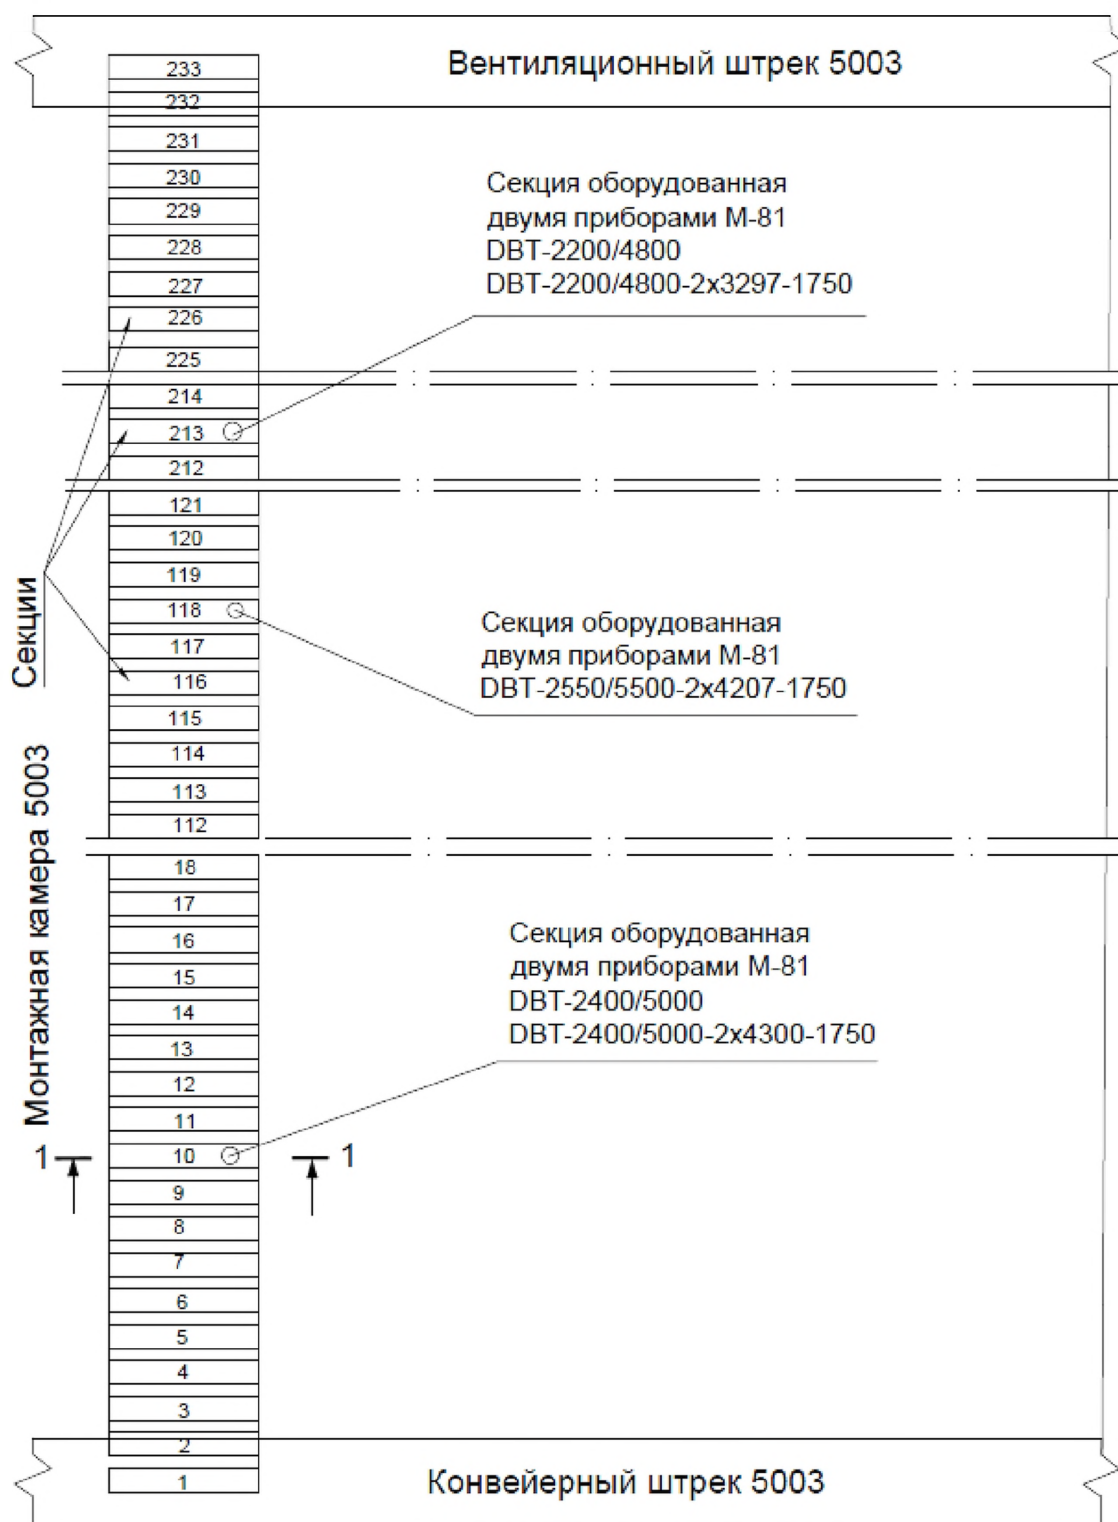 Вентиляционный штрек 5003
233
232
231
230
229
228
227
226
225
214
213
212
121
120
119
118
117
116
115
114
113
112
18
17
16
15
14
13
12
11
10
9
8
7
6
5
4
3
2
1
Секция оборудованная
двумя приборами М-81
DBT-2200/4800
DBT-2200/4800-2х3297-1750
Секции
Секция оборудованная
двумя приборами М-81
DBT-2550/5500-2х4207-1750
Монтажная камера 5003
Секция оборудованная
двумя приборами М-81
DBT-2400/5000
DBT-2400/5000-2х4300-1750
1
1
Конвейерный штрек 5003